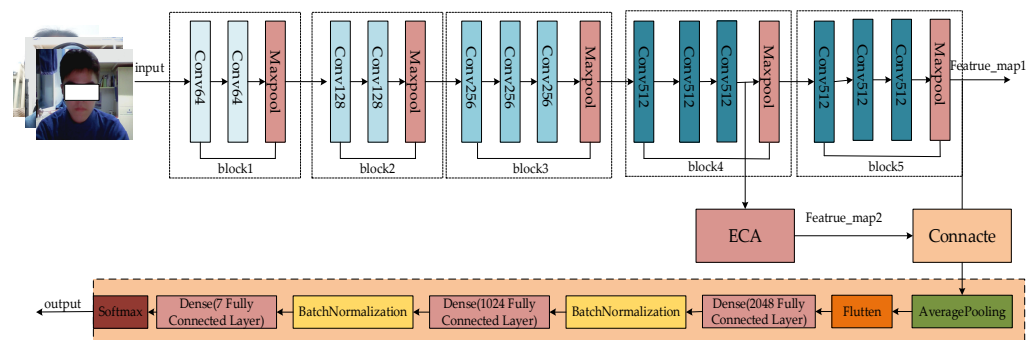 input
Conv64
Conv64
Maxpool
block1
Conv128
Conv128
Maxpool
block2
Conv256
Conv256
Conv256
Maxpool
block3
Conv512
Conv512
Conv512
Maxpool
block4
Conv512
Conv512
Conv512
Maxpool
block5
Featrue_map1
ECA
Featrue_map2
Connacte
output
Softmax
Dense(7 Fully
Connected Layer)
BatchNormalization
Dense(1024 Fully
Connected Layer)
BatchNormalization
Dense(2048 Fully
Connected Layer)
Flutten
AveragePooling